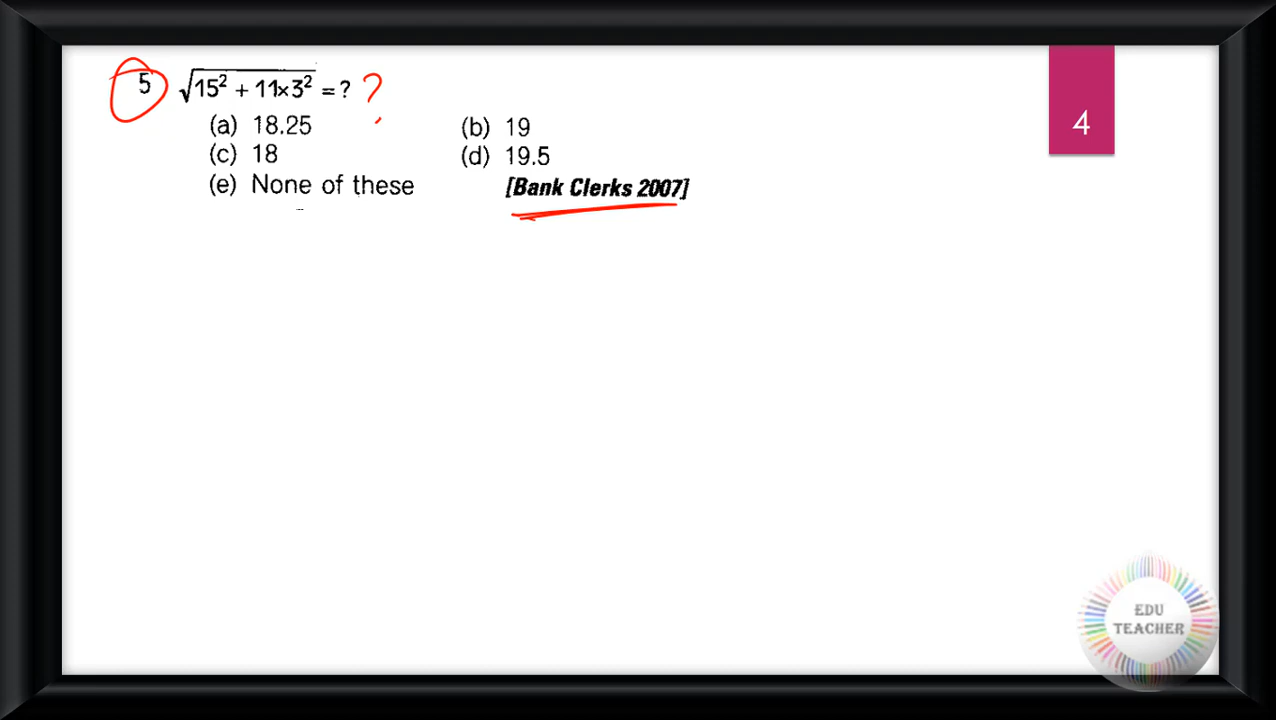 5 √15² + 11×3² = ? ?
(a) 18.25 (b) 19
(c) 18 (d) 19.5
(e) None of these [Bank Clerks 2007]
4
EDU
TEACHER